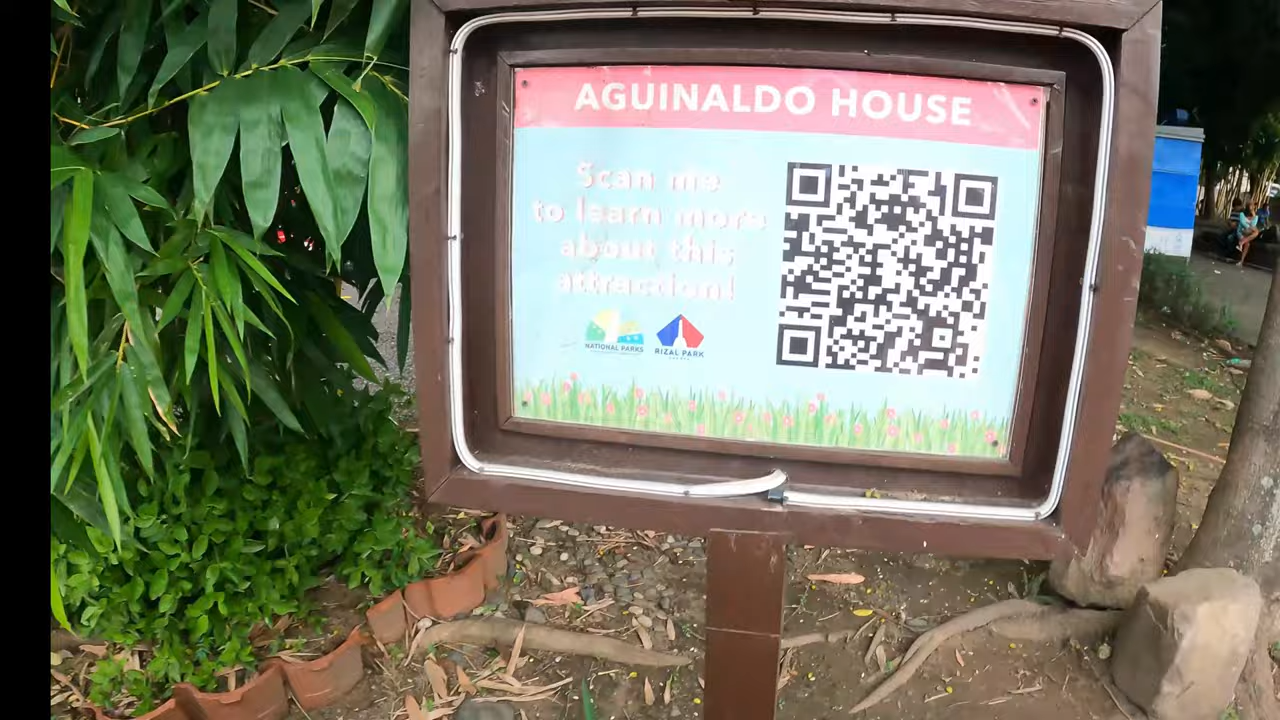 AGUINALDO HOUSE
Scan me
to learn more
about this
attraction!
NATIONAL PARKS
RIZAL PARK